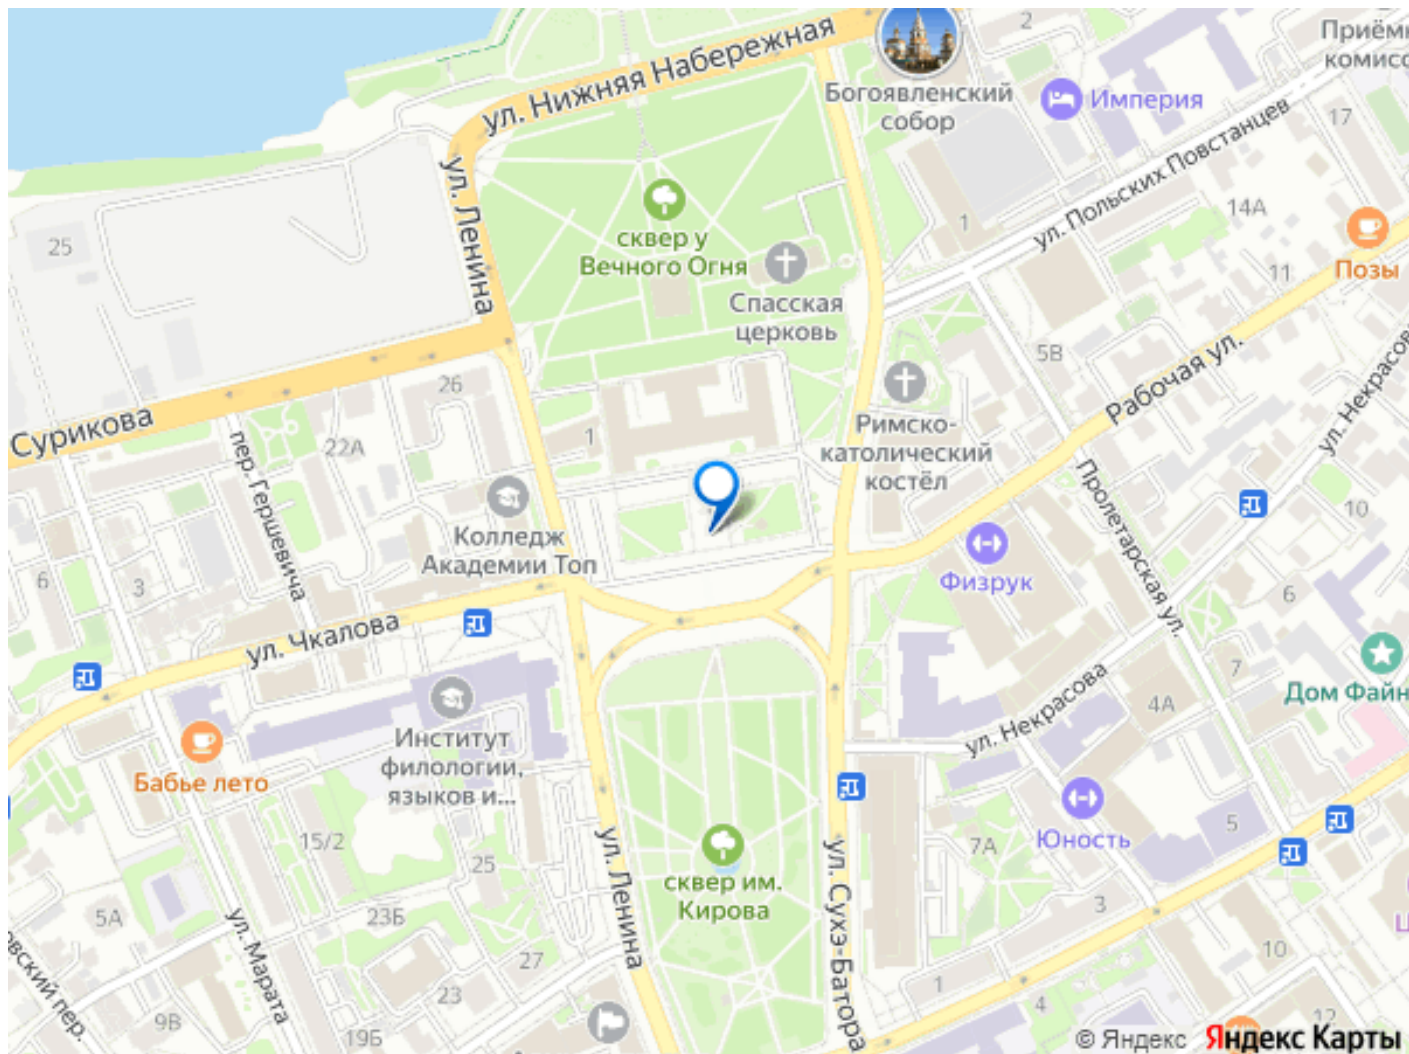 2
Приём
комисс
ул. Нижняя Набережная
Богоявленский
собор
Империя
17
ул. Польских Повстанцев
ул. Ленина
14А
25
сквер у
Вечного Огня
1
11
Позы
Спасская
церковь
5В
Рабочая ул.
ул. Некрасова
26
Сурикова
22А
1
Римско-
католический
костёл
пер. Гершевича
Пролетарская ул.
10
Колледж
Академии Топ
6
3
Физрук
6
ул. Чкалова
7
Дом Файн
ул. Некрасова
4А
Институт
филологии,
языков и...
Бабье лето
15/2
25
ул. Ленина
сквер им.
Кирова
ул. Сухэ-Батора
7А
Юность
5
5А
23Б
ул. Марата
3
Ц
27
10
вский пер.
23
1
4
9В
19Б
12
© Яндекс Яндекс Карты